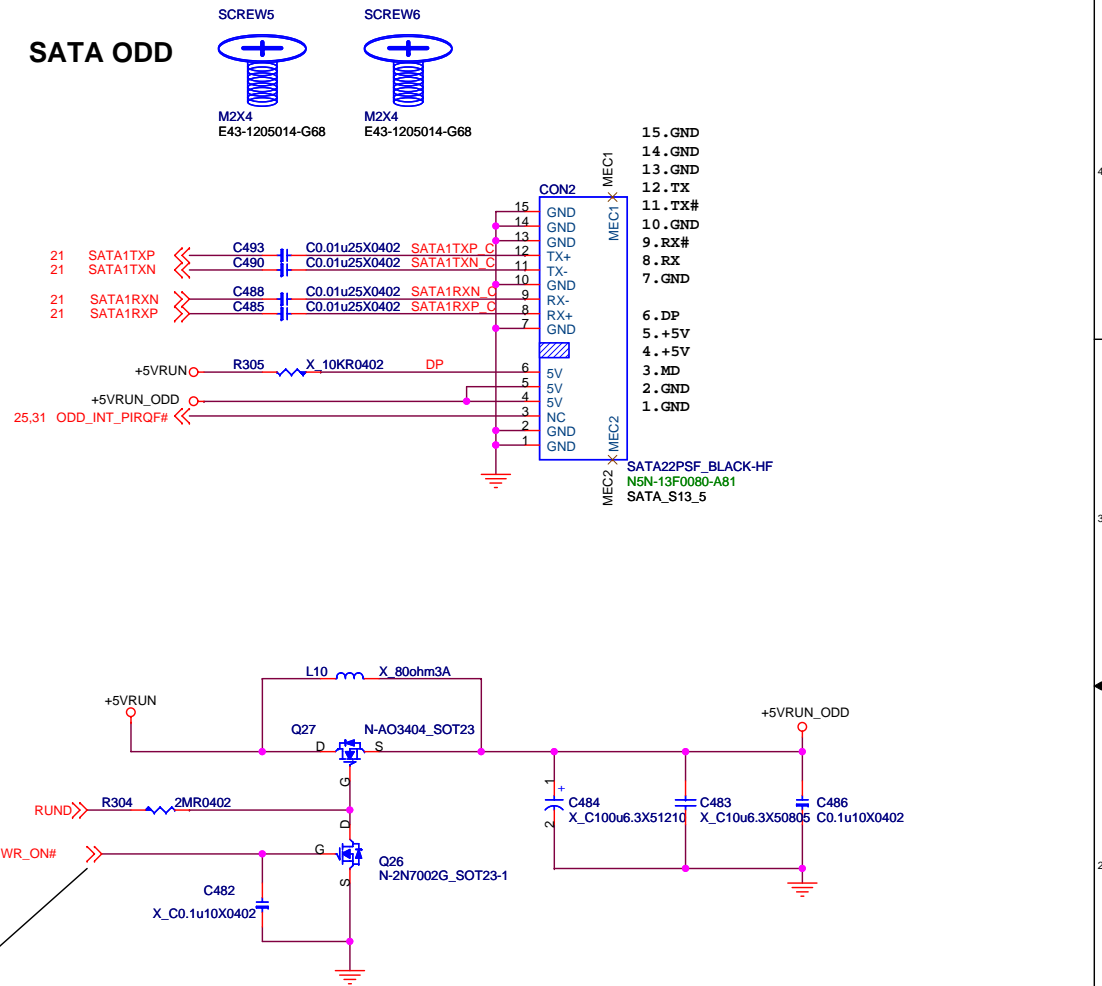 SCREW5
SCREW6
SATA ODD
M2X4
E43-1205014-G68
M2X4
E43-1205014-G68
15.GND
14.GND
13.GND
12.TX
11.TX#
10.GND
9.RX#
8.RX
7.GND
6.DP
5.+5V
4.+5V
3.MD
2.GND
1.GND
CON2
MEC1
MEC1
15 GND
14 GND
13 GND
12 TX+
11 TX-
10 GND
9 RX-
8 RX+
7 GND
6 5V
5 5V
4 5V
3 NC
2 GND
1 GND
MEC2
MEC2
SATA22PSF_BLACK-HF
N5N-13F0080-A81
SATA_S13_5
21 SATA1TXP C493 C0.01u25X0402 SATA1TXP_C
21 SATA1TXN C490 C0.01u25X0402 SATA1TXN_C
21 SATA1RXN C488 C0.01u25X0402 SATA1RXN_C
21 SATA1RXP C485 C0.01u25X0402 SATA1RXP_C
+5VRUN R305 X_10KR0402 DP
+5VRUN_ODD
25,31 ODD_INT_PIRQF#
4
3
2
L10 X_80ohm3A
+5VRUN
Q27 N-AO3404_SOT23
D S
G
+5VRUN_ODD
RUND R304 2MR0402
D
WR_ON#
G
S
Q26
N-2N7002G_SOT23-1
C482
X_C0.1u10X0402
1
+
2
C484
X_C100u6.3X51210
C483
X_C10u6.3X50805
C486
C0.1u10X0402